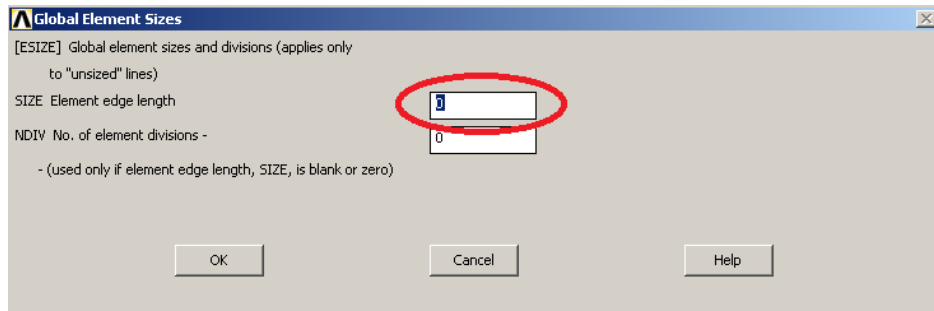 Global Element Sizes
[ESIZE] Global element sizes and divisions (applies only
to "unsized" lines)
SIZE Element edge length
0
NDIV No. of element divisions -
0
- (used only if element edge length, SIZE, is blank or zero)
OK Cancel Help